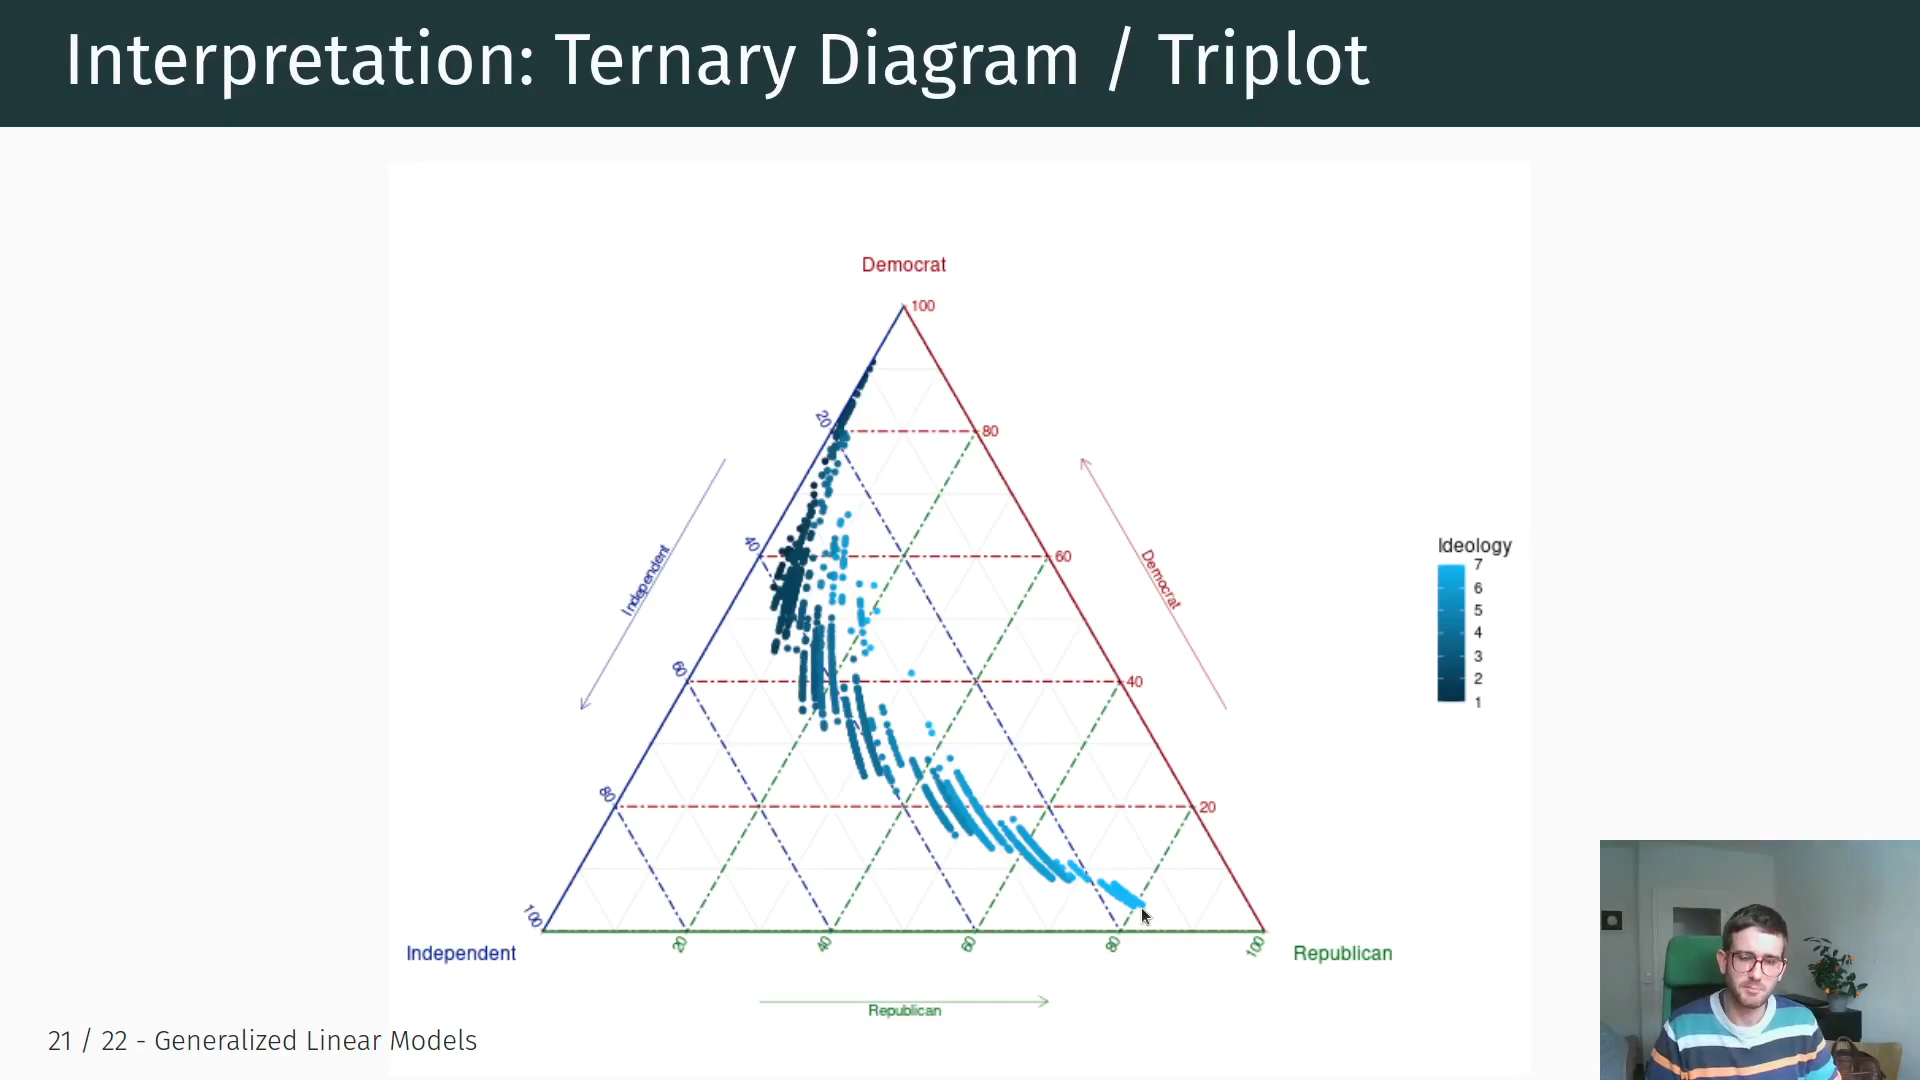 Interpretation: Ternary Diagram / Triplot
Democrat
100
20
80
40
60
Independent
Democrat
Ideology
7
6
5
4
3
2
1
60
40
80
20
100
20
40
60
80
100
Independent
Republican
Republican
21 / 22 - Generalized Linear Models